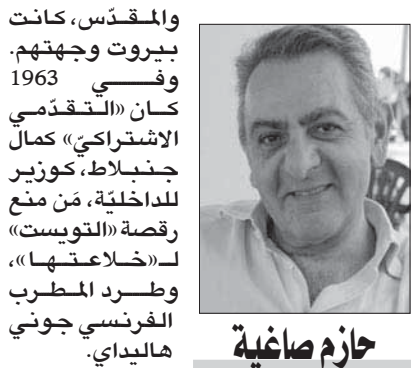 والمقدّس، كانت
بيروت وجهتهم.
وفي 1963
كان «التقدّمي
الاشتراكيّ» كمال
جنبلاط، كوزير
للداخليّة، مَن منع
رقصة «التويست»
لـ«خلاعتها»،
وطرد المطرب
الفرنسي جوني
هاليداي.
حازم صاغية